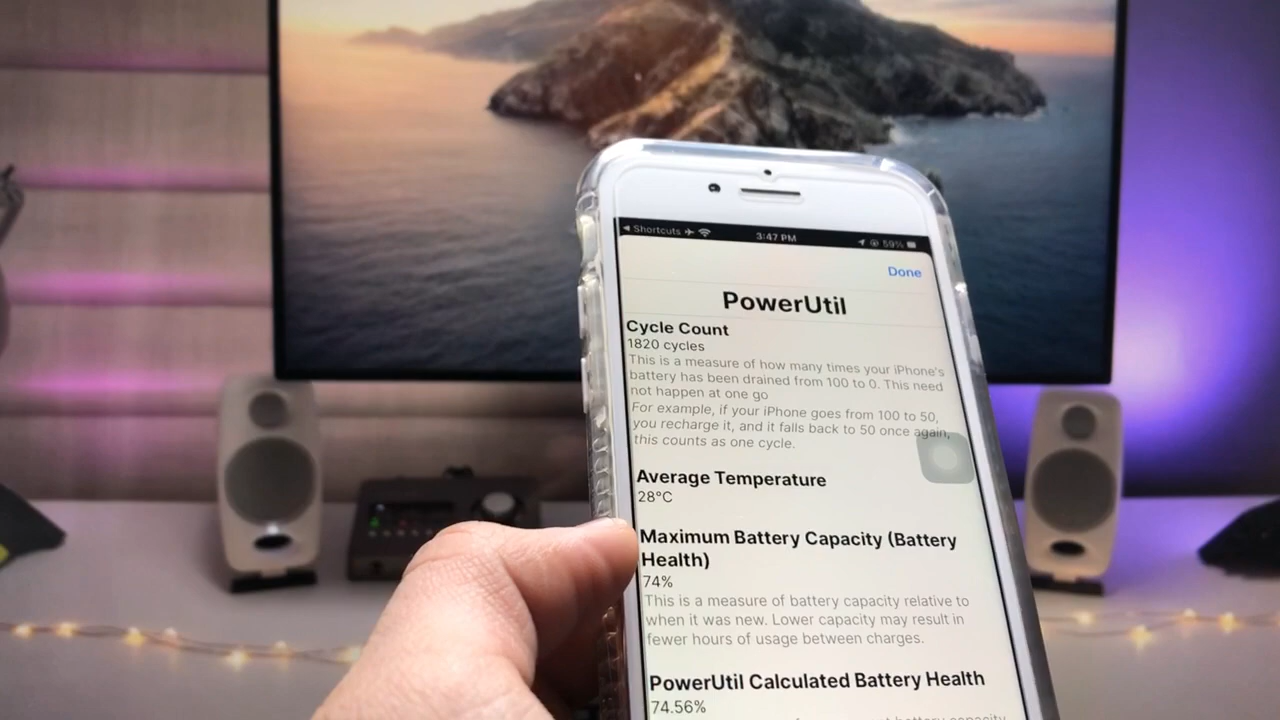 Shortcuts
3:47 PM
59%
Done
PowerUtil
Cycle Count
1820 cycles
This is a measure of how many times your iPhone's
battery has been drained from 100 to 0. This need
not happen at one go
For example, if your iPhone goes from 100 to 50,
you recharge it, and it falls back to 50 once again,
this counts as one cycle.
Average Temperature
28°C
Maximum Battery Capacity (Battery
Health)
74%
This is a measure of battery capacity relative to
when it was new. Lower capacity may result in
fewer hours of usage between charges.
PowerUtil Calculated Battery Health
74.56%
battery capacity